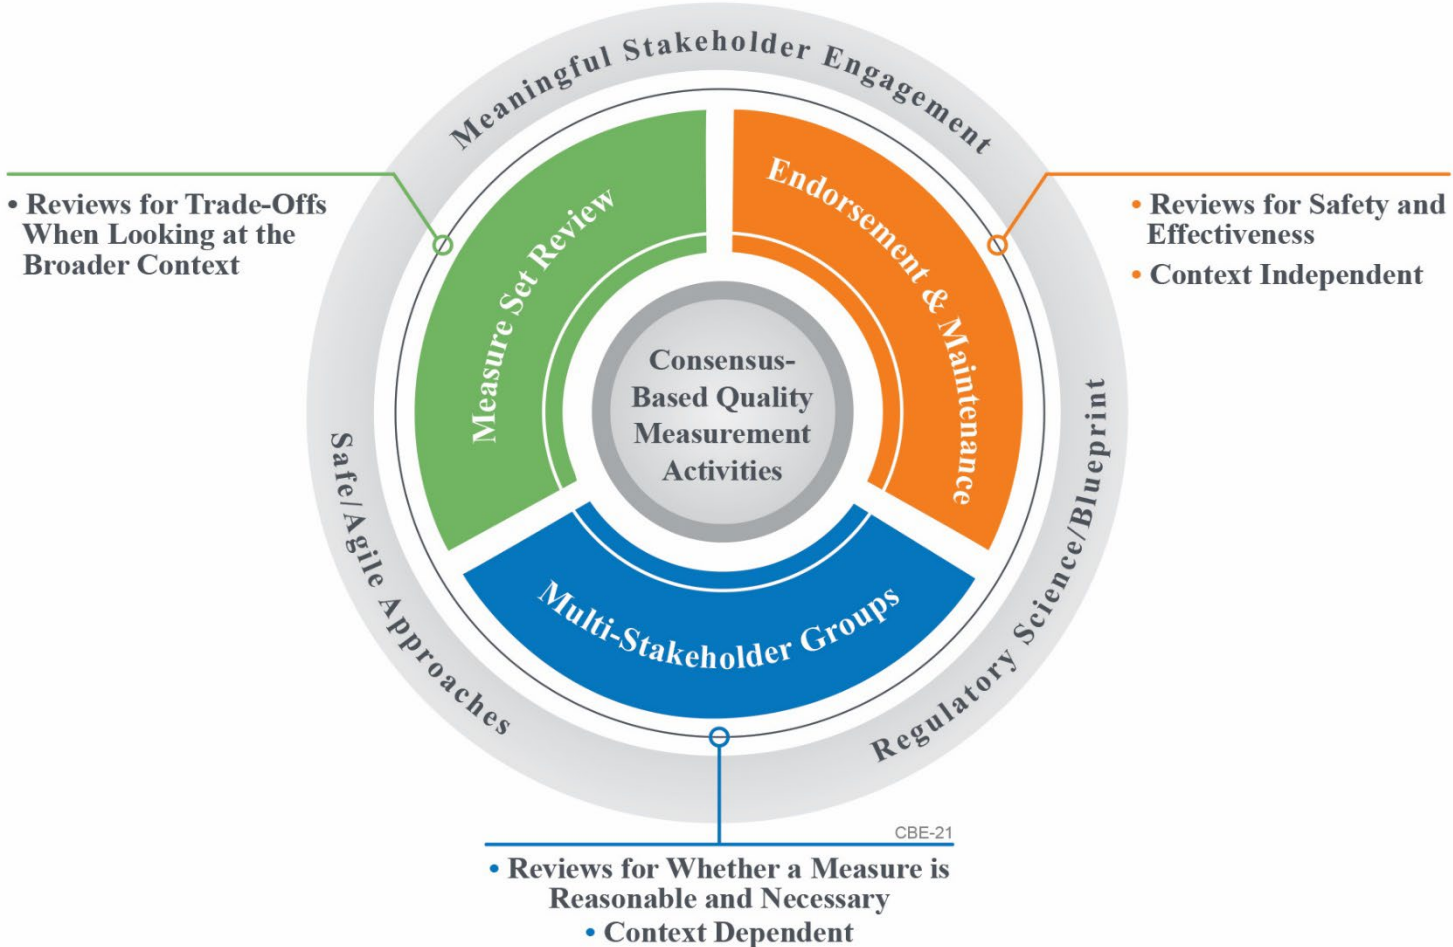 Meaningful Stakeholder Engagement
• Reviews for Trade-Offs
When Looking at the
Broader Context
Measure Set Review
Endorsement & Maintenance
• Reviews for Safety and
Effectiveness
• Context Independent
Consensus-
Based Quality
Measurement
Activities
Multi-Stakeholder Groups
Safe/Agile Approaches
Regulatory Science/Blueprint
CBE-21
• Reviews for Whether a Measure is
Reasonable and Necessary
• Context Dependent